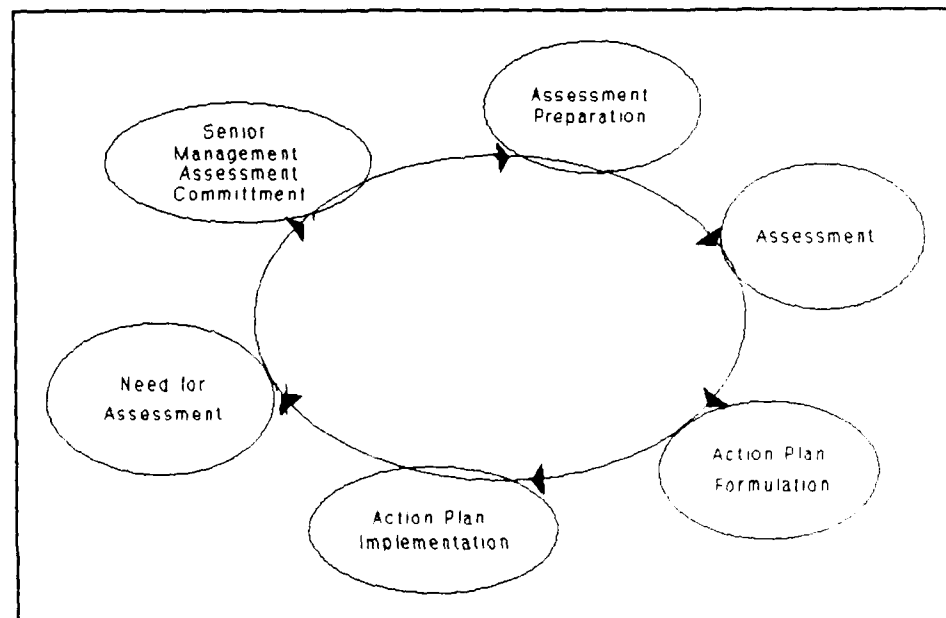 Assessment
Preparation
Senior
Management
Assessment
Committment
Assessment
Need for
Assessment
Action Plan
Formulation
Action Plan
Implementation